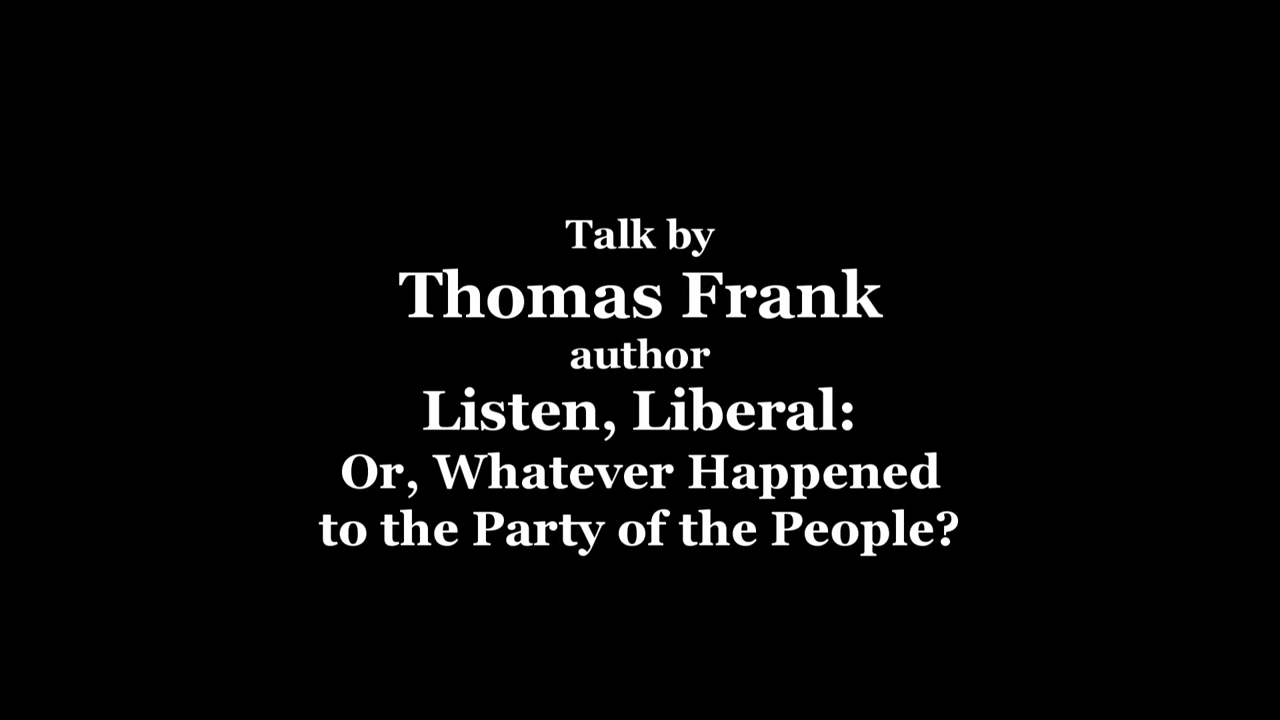 Talk by
Thomas Frank
author
Listen, Liberal:
Or, Whatever Happened
to the Party of the People?